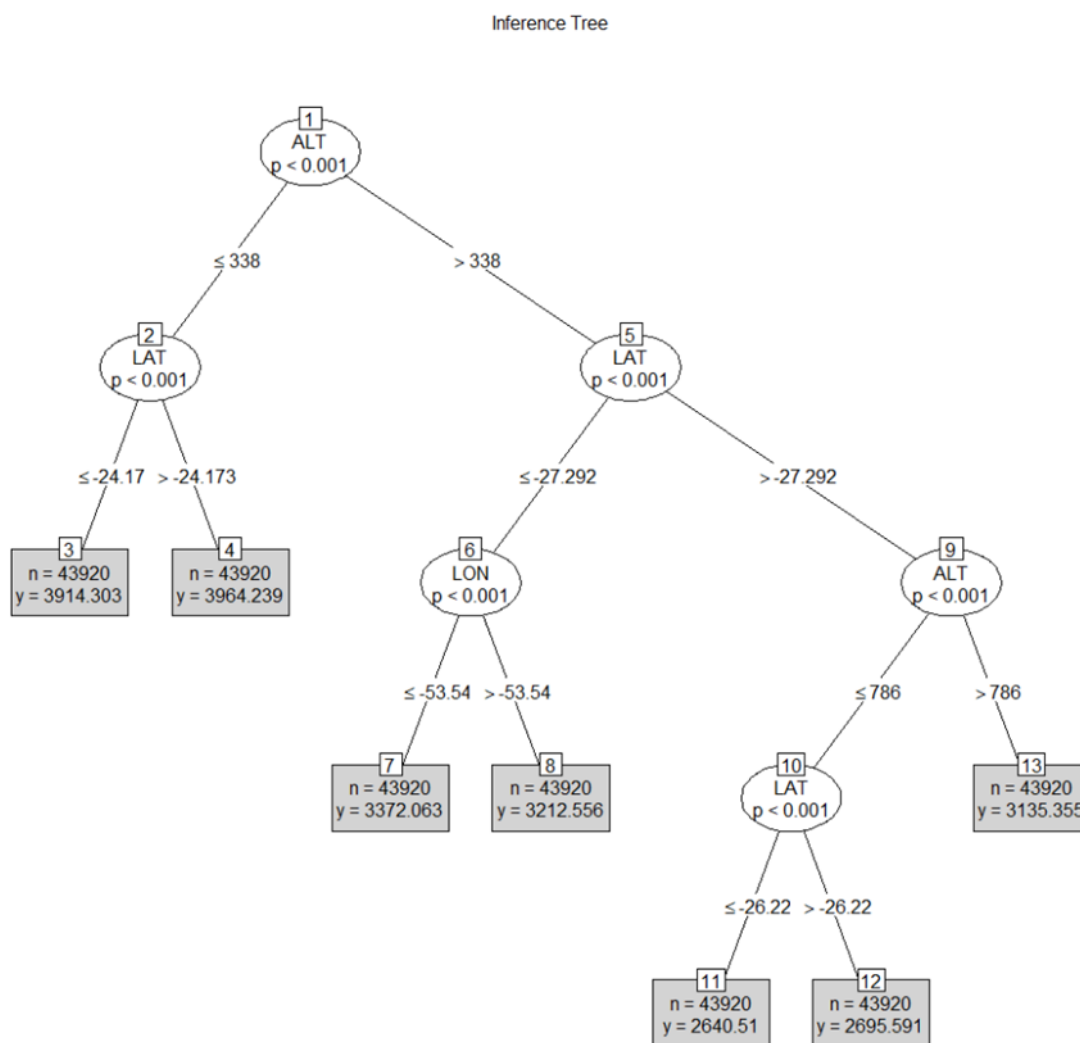 Inference Tree
1
ALT
p < 0.001
≤ 338
> 338
2
LAT
p < 0.001
5
LAT
p < 0.001
≤ -24.17
> -24.173
≤ -27.292
> -27.292
3
n = 43920
y = 3914.303
4
n = 43920
y = 3964.239
6
LON
p < 0.001
9
ALT
p < 0.001
≤ -53.54
> -53.54
≤ 786
> 786
7
n = 43920
y = 3372.063
8
n = 43920
y = 3212.556
10
LAT
p < 0.001
13
n = 43920
y = 3135.355
≤ -26.22
> -26.22
11
n = 43920
y = 2640.51
12
n = 43920
y = 2695.591